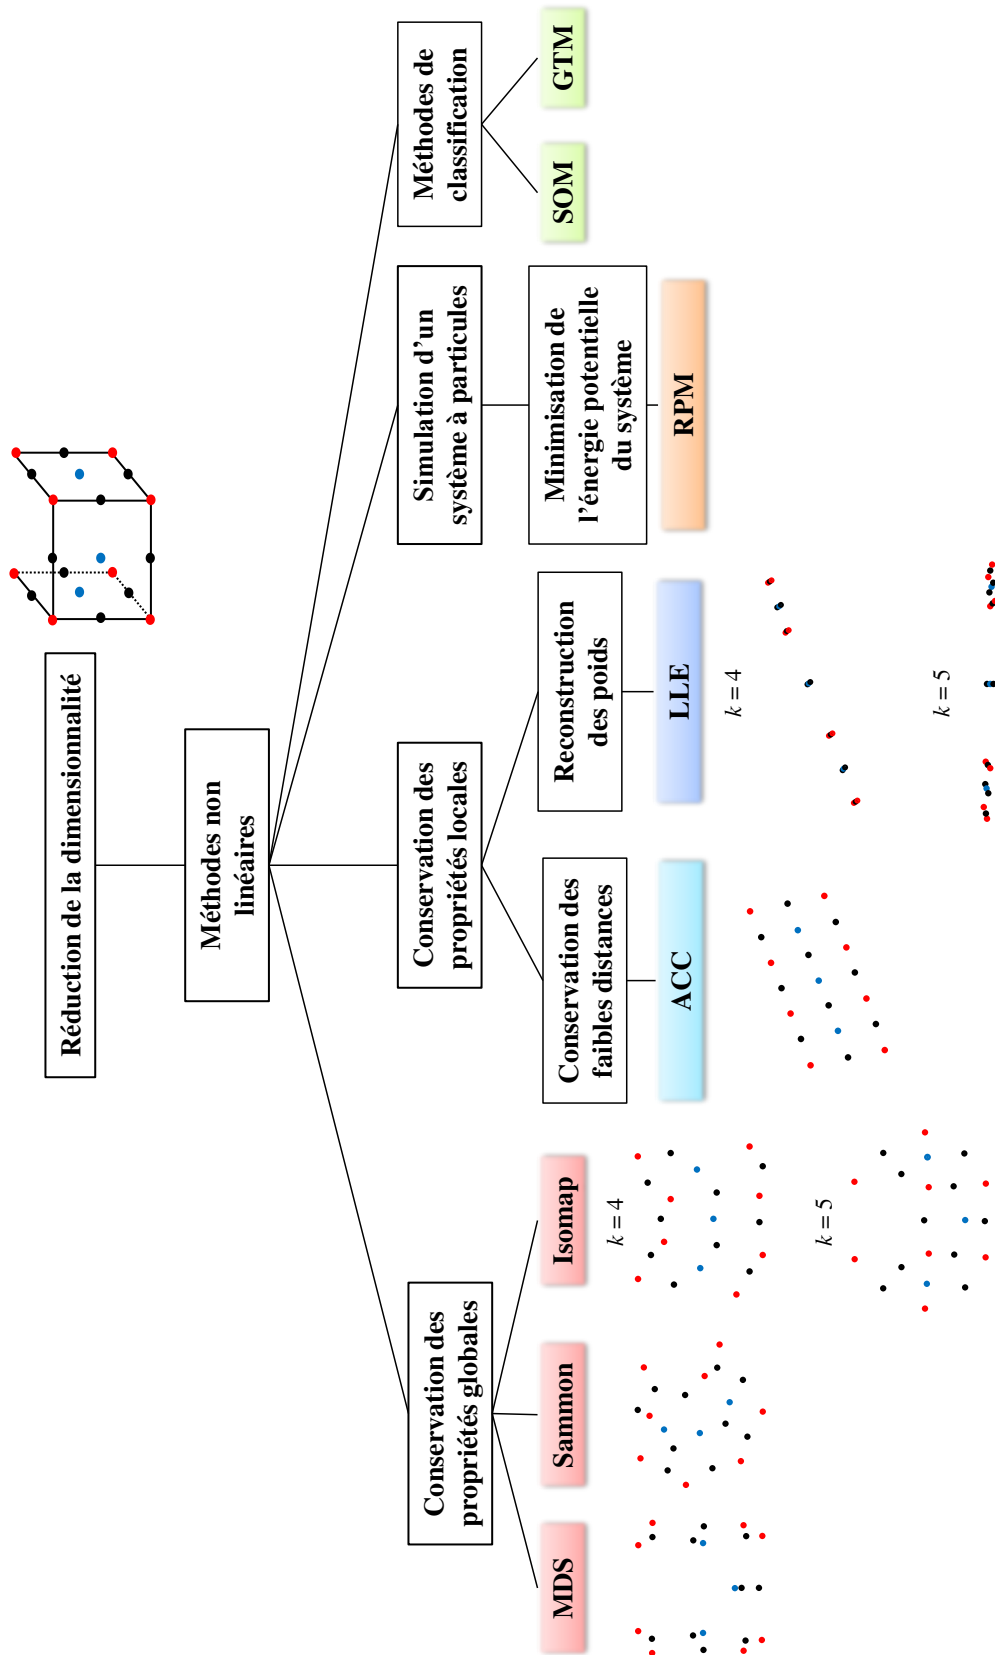 Réduction de la dimensionnalité
Méthodes non
linéaires
Conservation des
propriétés globales
Conservation des
propriétés locales
Simulation d'un
système à particules
Méthodes de
classification
MDS
Sammon
Isomap
Conservation des
faibles distances
Reconstruction
des poids
Minimisation de
l'énergie potentielle
du système
SOM
GTM
ACC
LLE
RPM
k = 4
k = 5
k = 4
k = 5